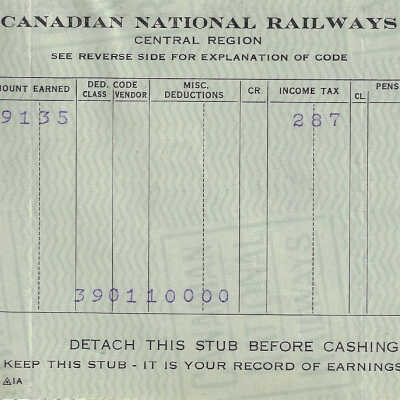 CANADIAN NATIONAL RAILWAYS
CENTRAL REGION
SEE REVERSE SIDE FOR EXPLANATION OF CODE
MOUNT EARNED DED. CODE CLASS VENDOR MISC. DEDUCTIONS CR. INCOME TAX CL. PENS
9135 287
390110000
DETACH THIS STUB BEFORE CASHING
KEEP THIS STUB - IT IS YOUR RECORD OF EARNINGS
1A